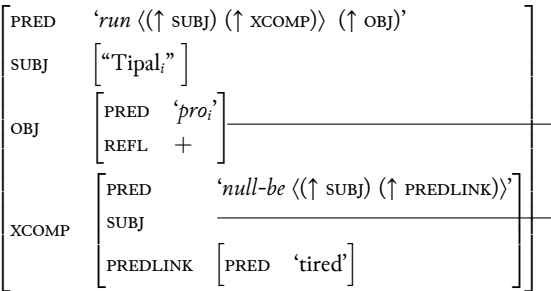 PRED ‘run ⟨(↑ SUBJ) (↑ XCOMP)⟩ (↑ OBJ)’
SUBJ [“Tipalᵢ”]
OBJ [PRED ‘proᵢ’
REFL +]
XCOMP [PRED ‘null-be ⟨(↑ SUBJ) (↑ PREDLINK)⟩’
SUBJ
PREDLINK [PRED ‘tired’]]